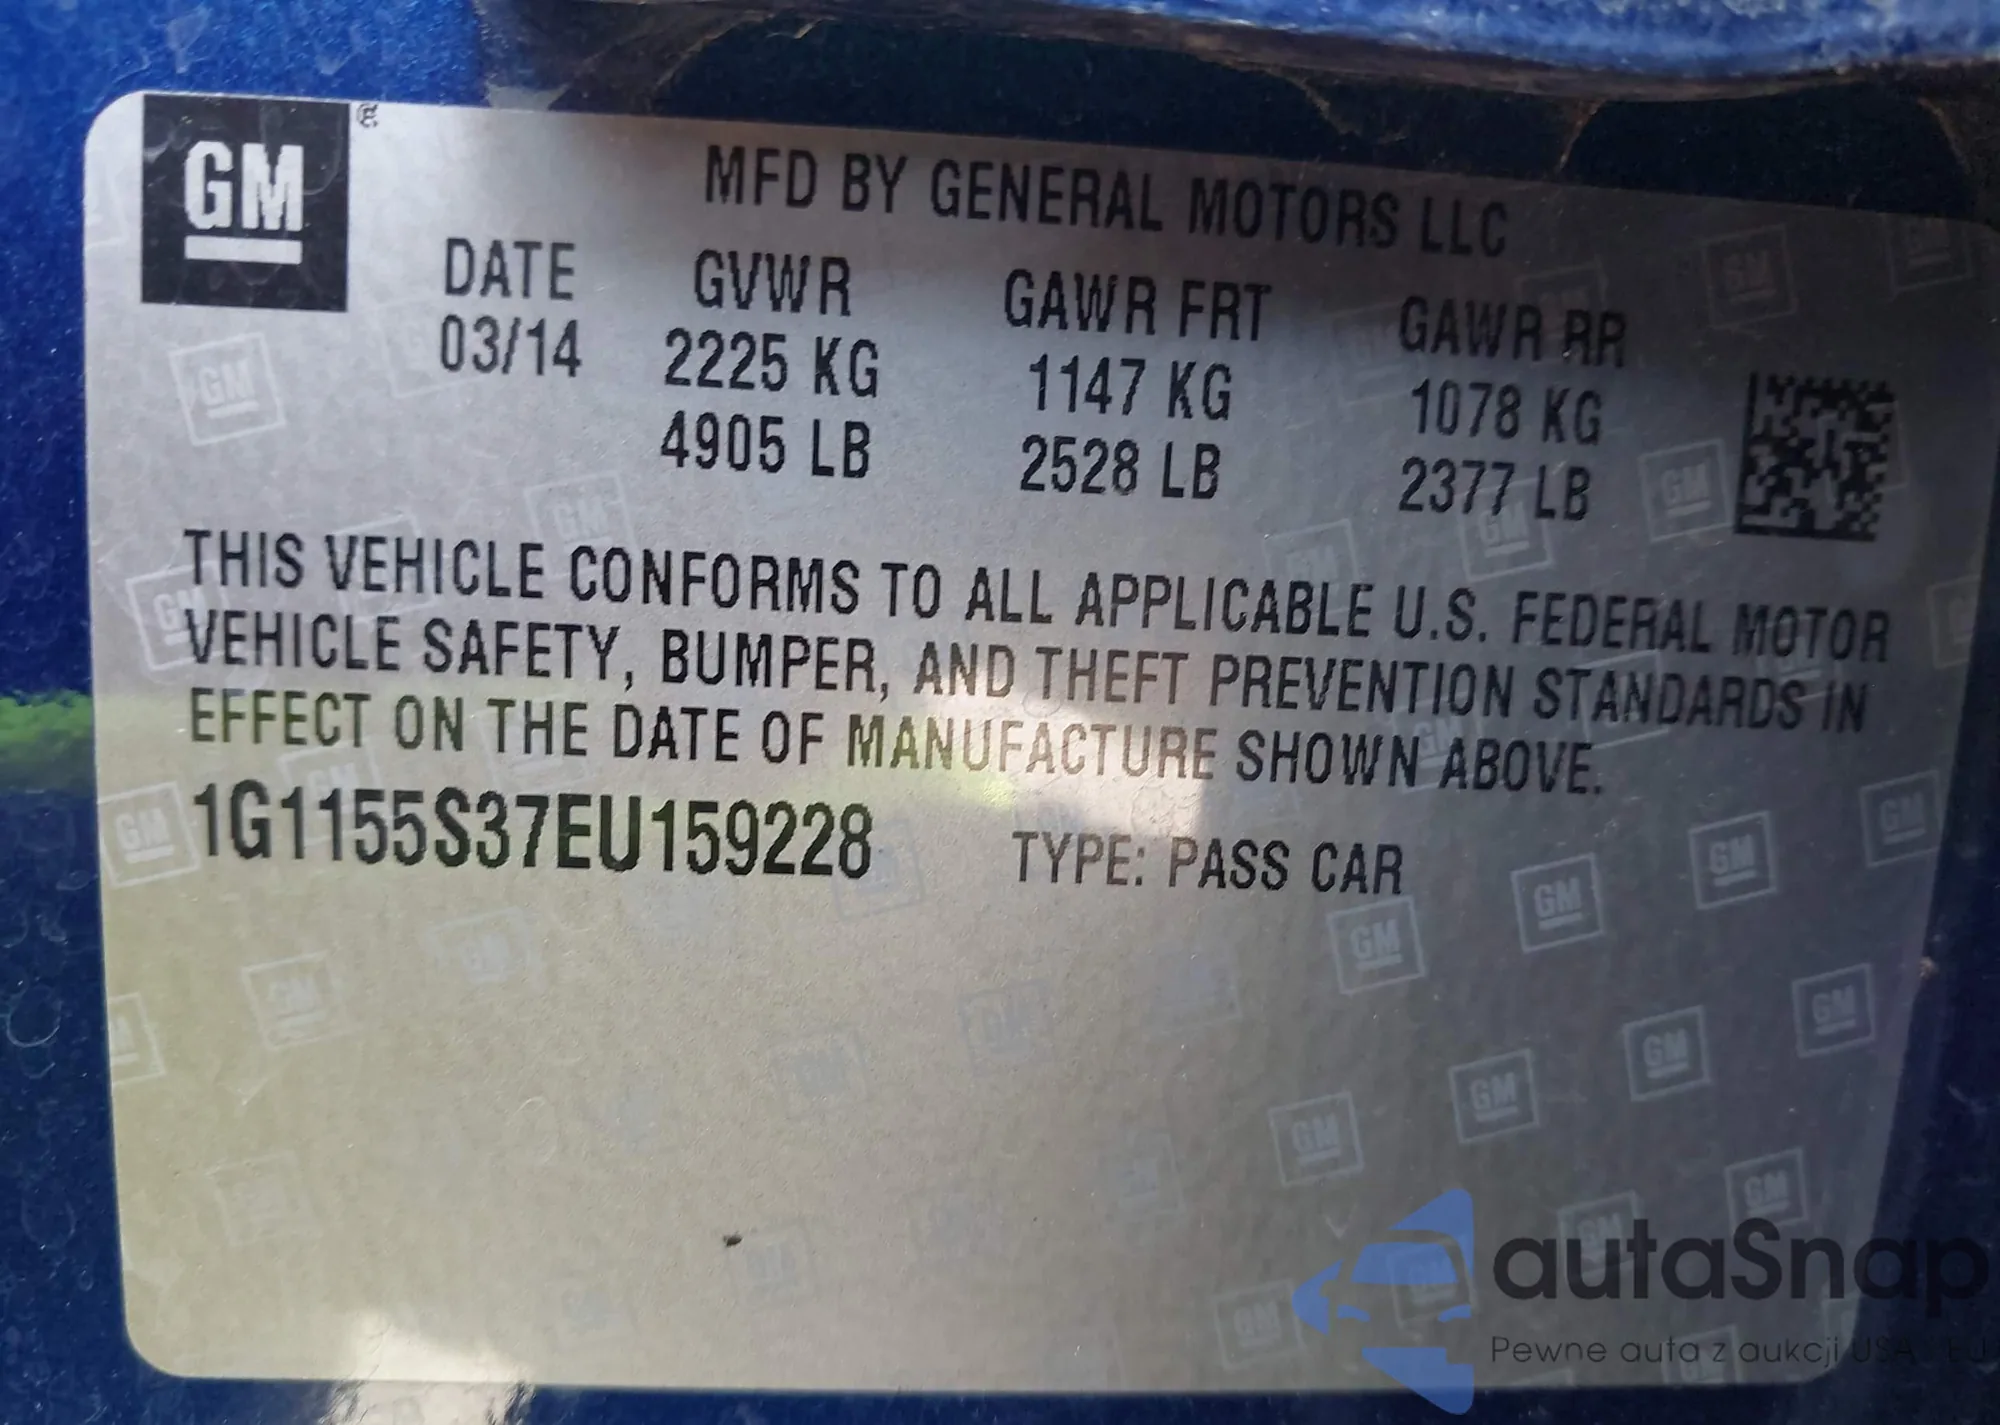 GM ®
MFD BY GENERAL MOTORS LLC
DATE GVWR GAWR FRT GAWR RR
03/14 2225 KG 1147 KG 1078 KG
4905 LB 2528 LB 2377 LB
THIS VEHICLE CONFORMS TO ALL APPLICABLE U.S. FEDERAL MOTOR
VEHICLE SAFETY, BUMPER, AND THEFT PREVENTION STANDARDS IN
EFFECT ON THE DATE OF MANUFACTURE SHOWN ABOVE.
1G1155S37EU159228 TYPE: PASS CAR
autaSnap
Pewne auta z aukcji USA